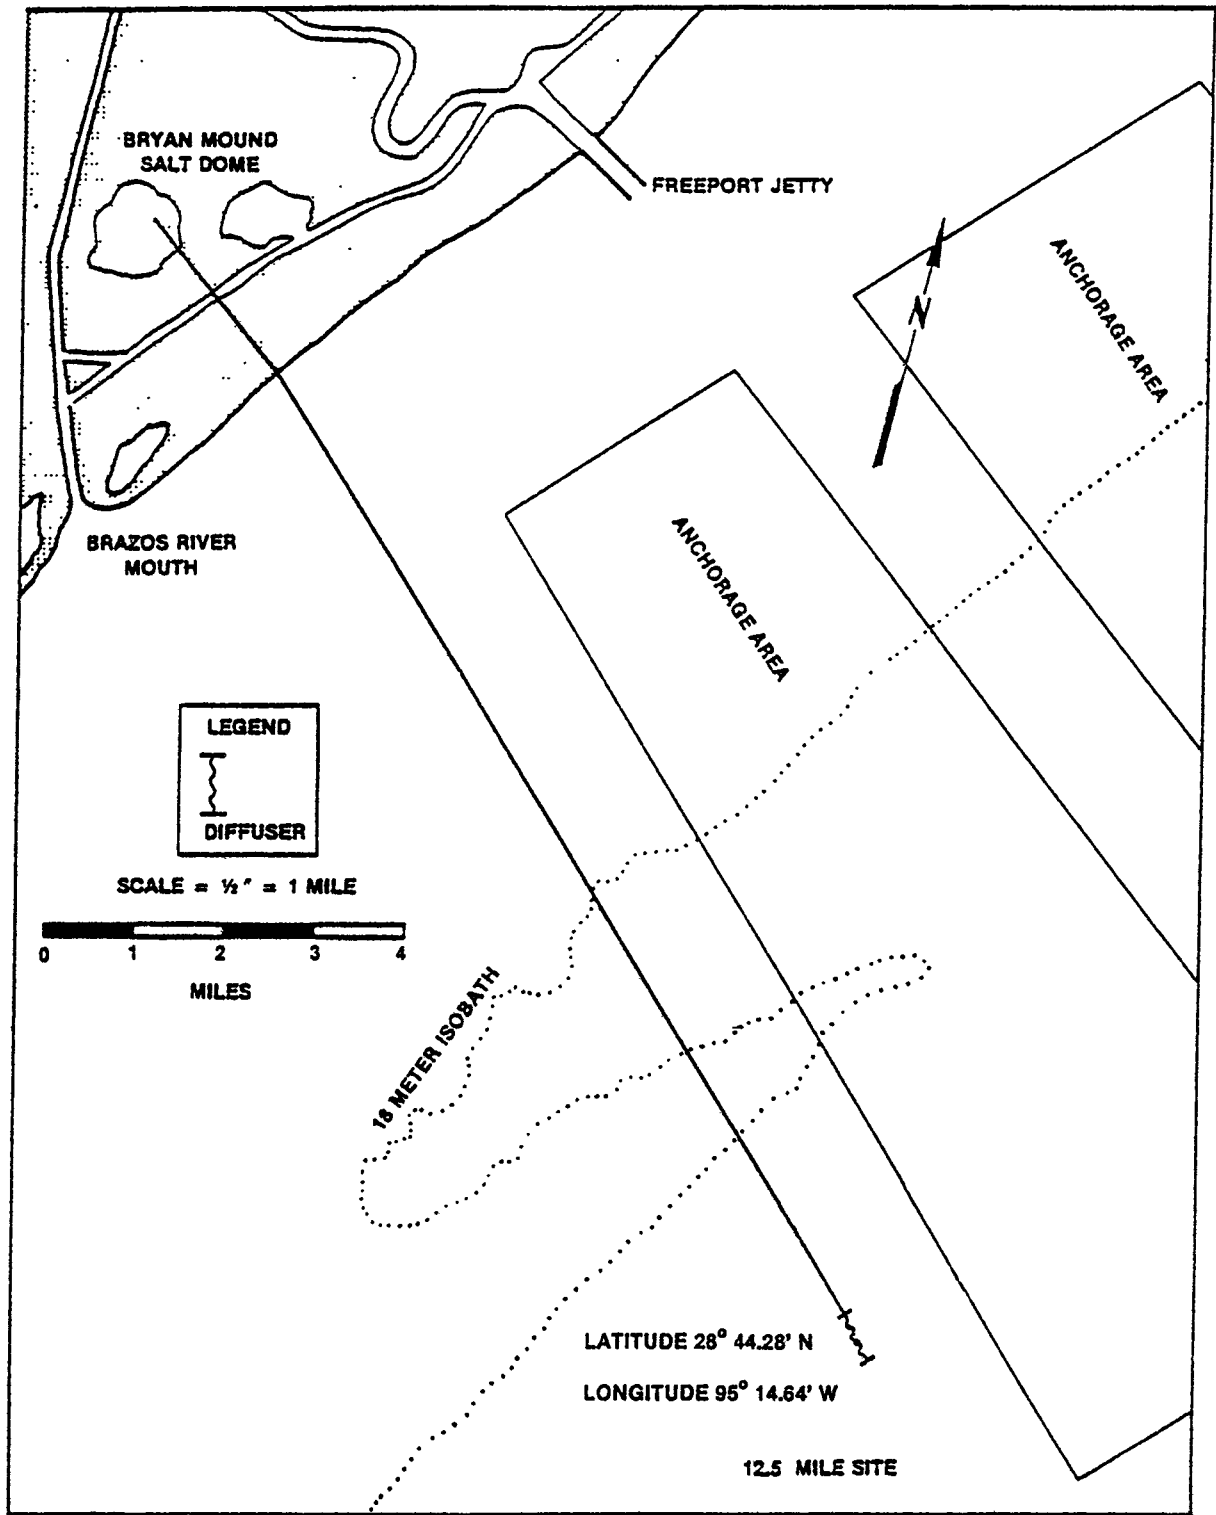 BRYAN MOUND
SALT DOME
FREEPORT JETTY
ANCHORAGE AREA
N
ANCHORAGE AREA
BRAZOS RIVER
MOUTH
LEGEND
DIFFUSER
SCALE = ½" = 1 MILE
0 1 2 3 4
MILES
18 METER ISOBATH
LATITUDE 28° 44.28' N
LONGITUDE 95° 14.64' W
12.5 MILE SITE